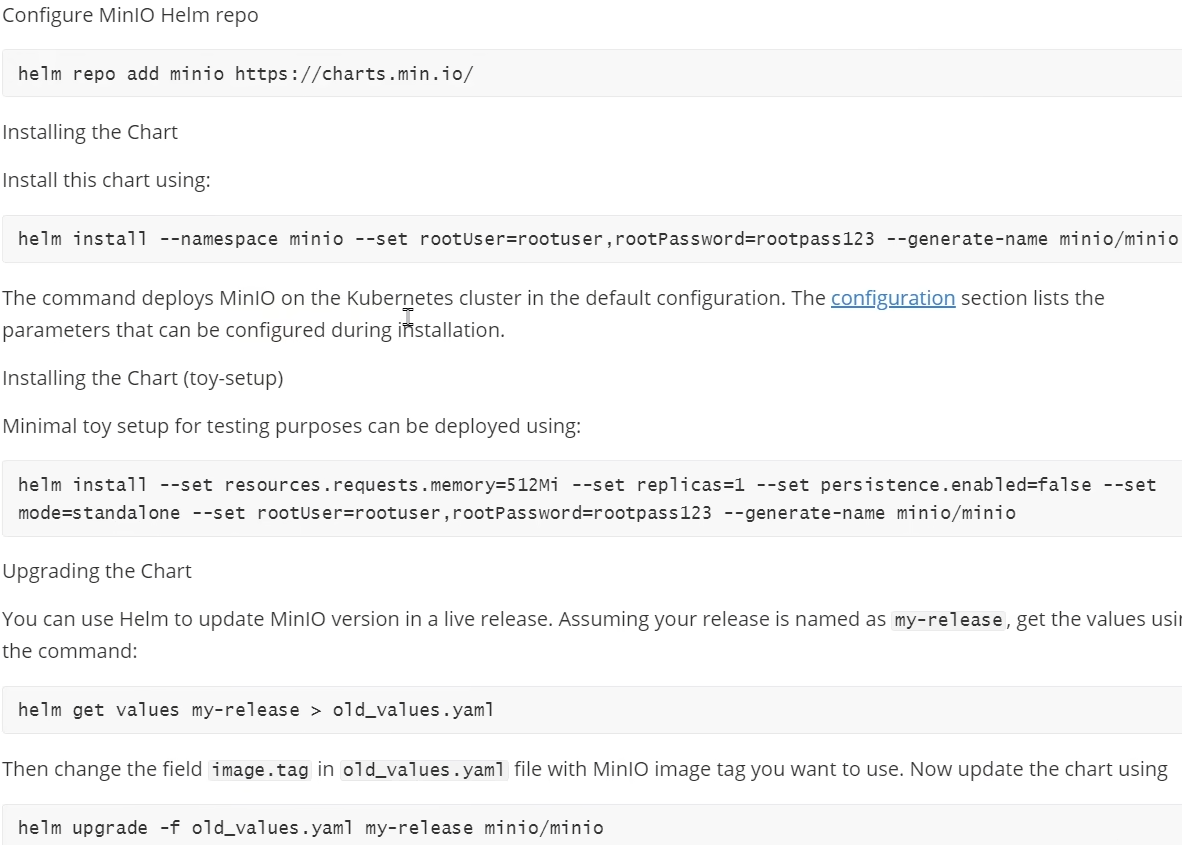 Configure MinIO Helm repo
helm repo add minio https://charts.min.io/
Installing the Chart
Install this chart using:
helm install --namespace minio --set rootUser=rootuser,rootPassword=rootpass123 --generate-name minio/minio
The command deploys MinIO on the Kubernetes cluster in the default configuration. The configuration section lists the
parameters that can be configured during installation.
Installing the Chart (toy-setup)
Minimal toy setup for testing purposes can be deployed using:
helm install --set resources.requests.memory=512Mi --set replicas=1 --set persistence.enabled=false --set
mode=standalone --set rootUser=rootuser,rootPassword=rootpass123 --generate-name minio/minio
Upgrading the Chart
You can use Helm to update MinIO version in a live release. Assuming your release is named as my-release, get the values
the command:
helm get values my-release > old_values.yaml
Then change the field image.tag in old_values.yaml file with MinIO image tag you want to use. Now update the chart using
helm upgrade -f old_values.yaml my-release minio/minio